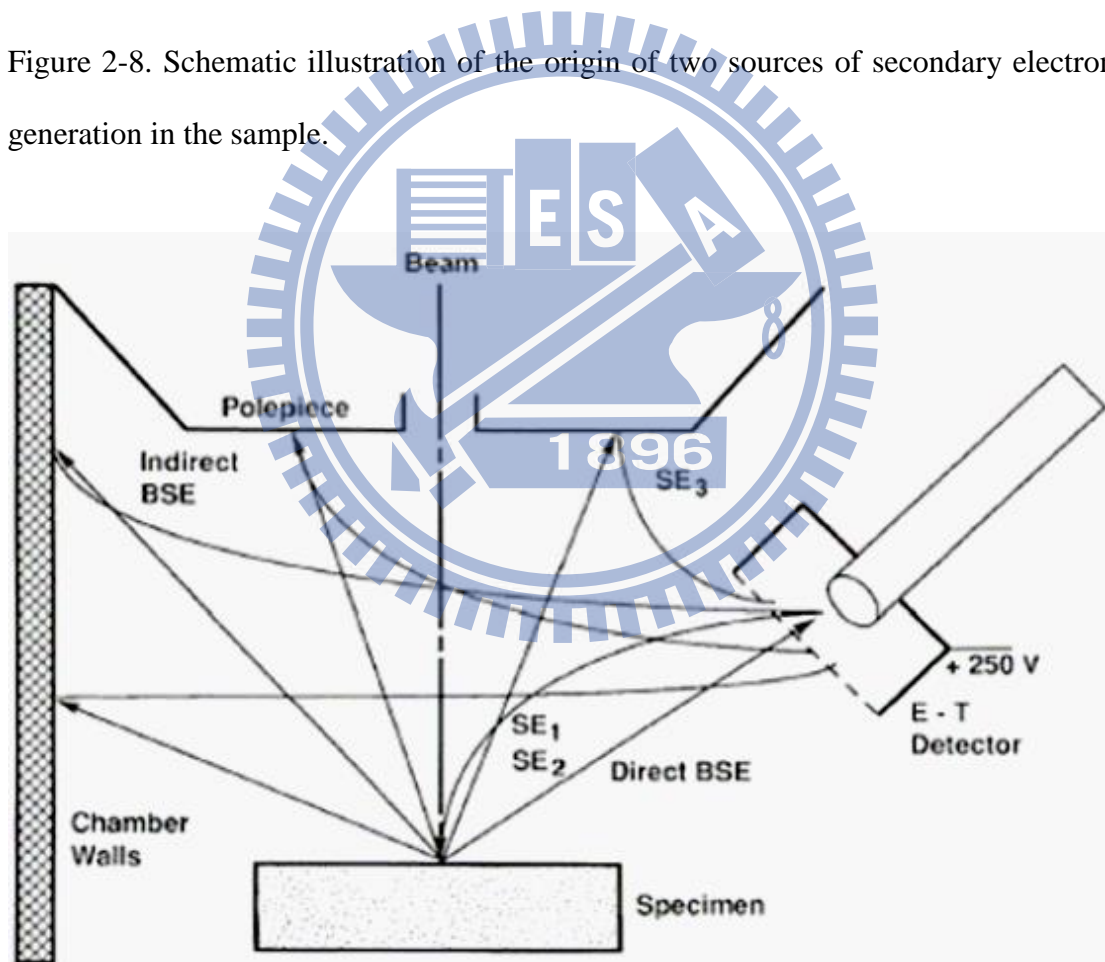 Figure 2-8. Schematic illustration of the origin of two sources of secondary electron
generation in the sample.
E S A
8
1896
Beam
Polepiece
Indirect
BSE
SE₃
+ 250 V
E - T
Detector
SE₁
SE₂
Direct BSE
Chamber
Walls
Specimen